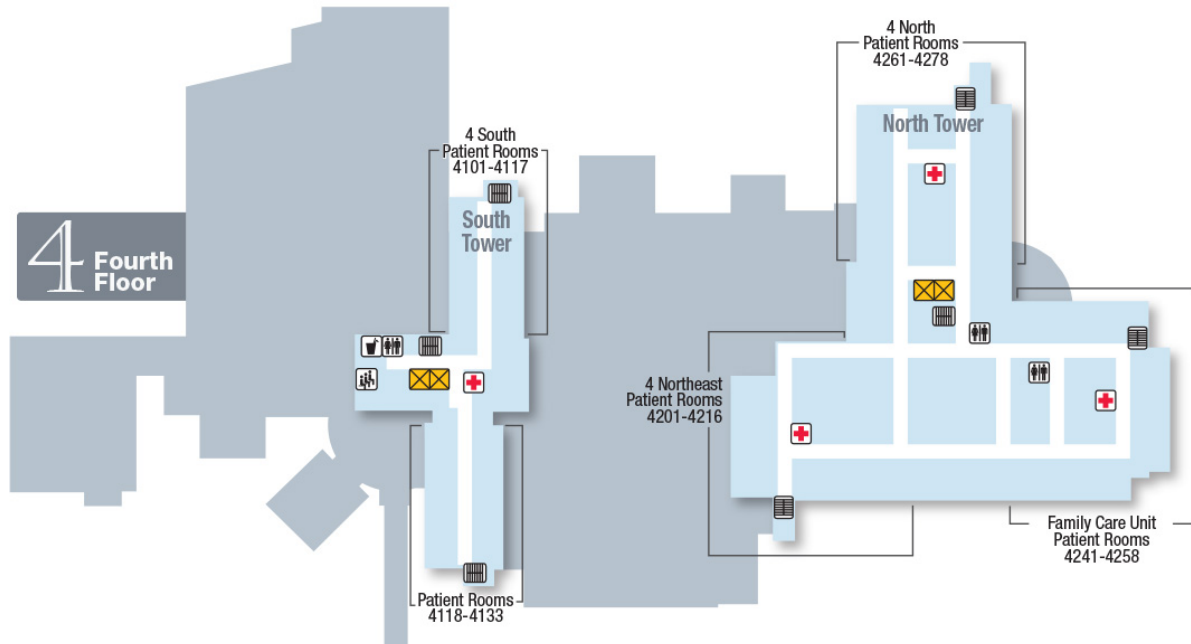 4 Fourth
Floor
4 South
Patient Rooms
4101-4117
South
Tower
Patient Rooms
4118-4133
4 North
Patient Rooms
4261-4278
North Tower
4 Northeast
Patient Rooms
4201-4216
Family Care Unit
Patient Rooms
4241-4258